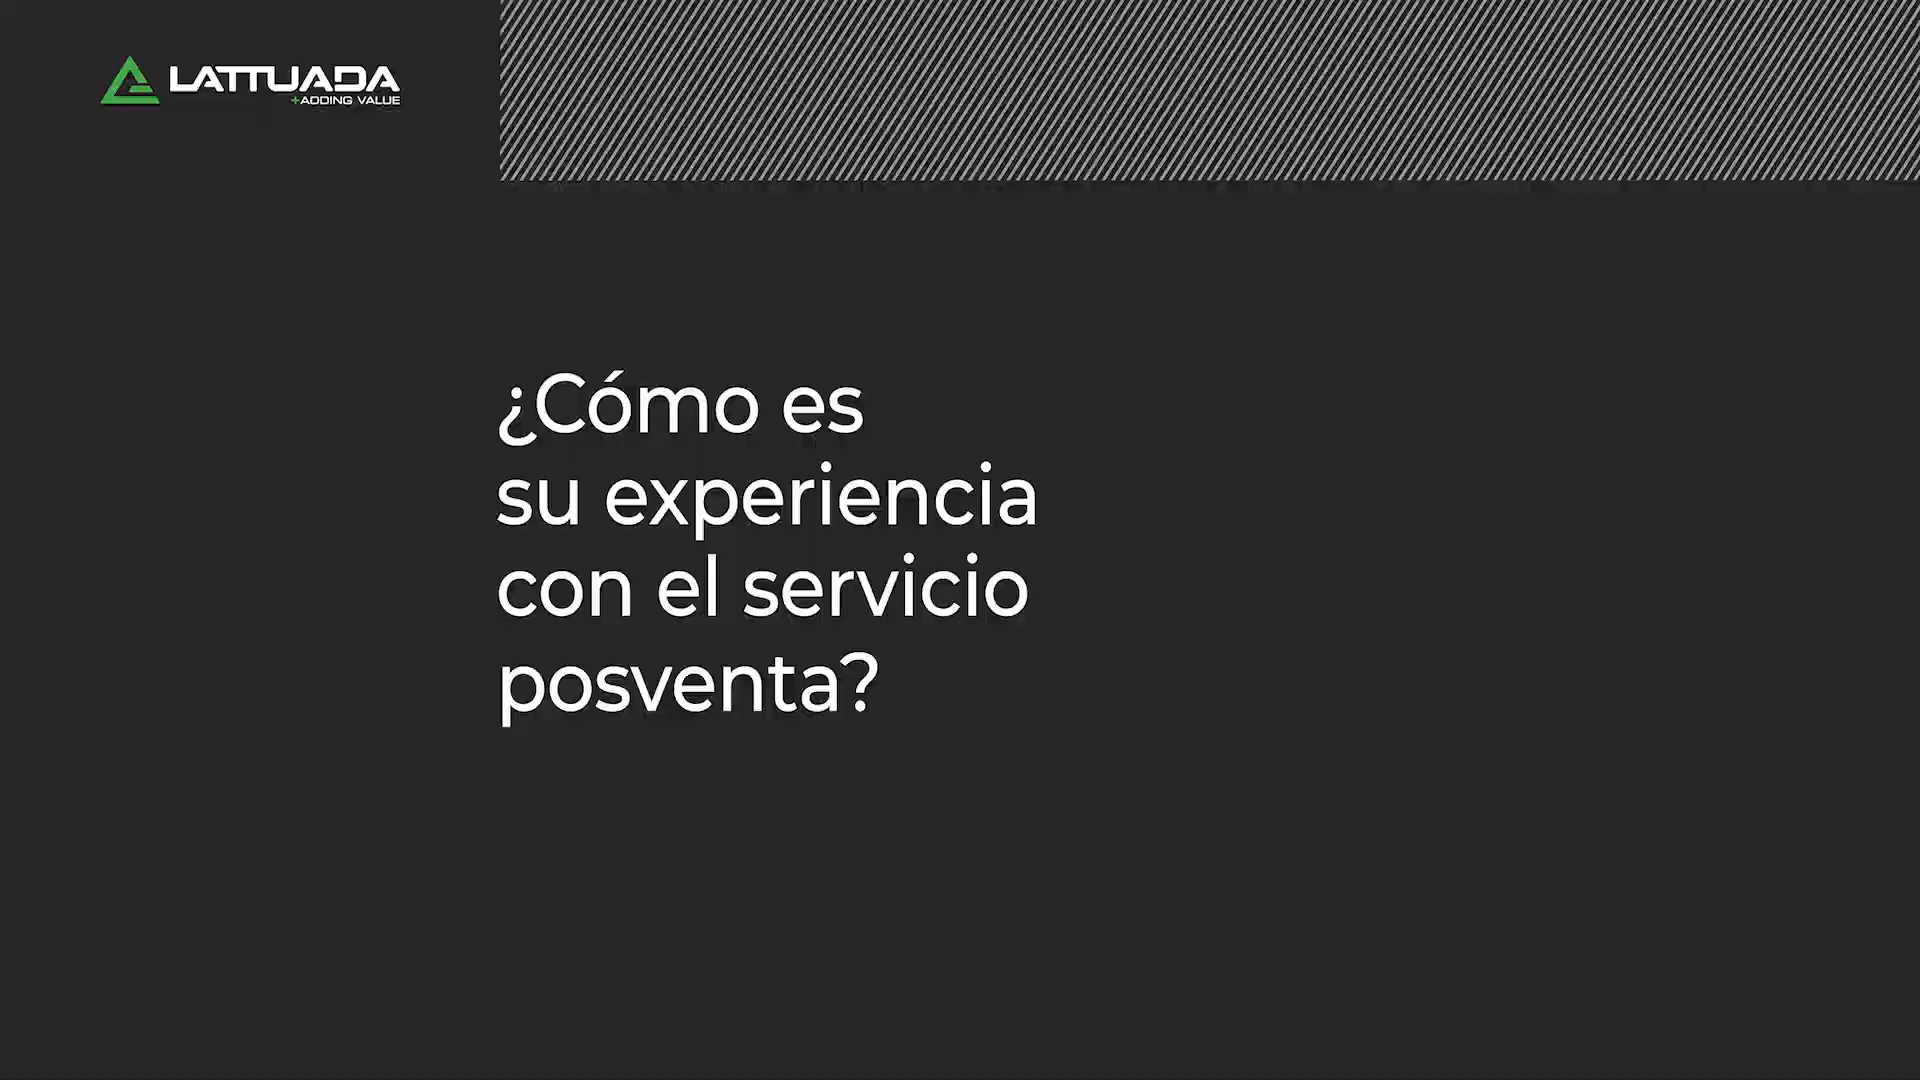 LATTUADA
+ADDING VALUE
¿Cómo es
su experiencia
con el servicio
posventa?